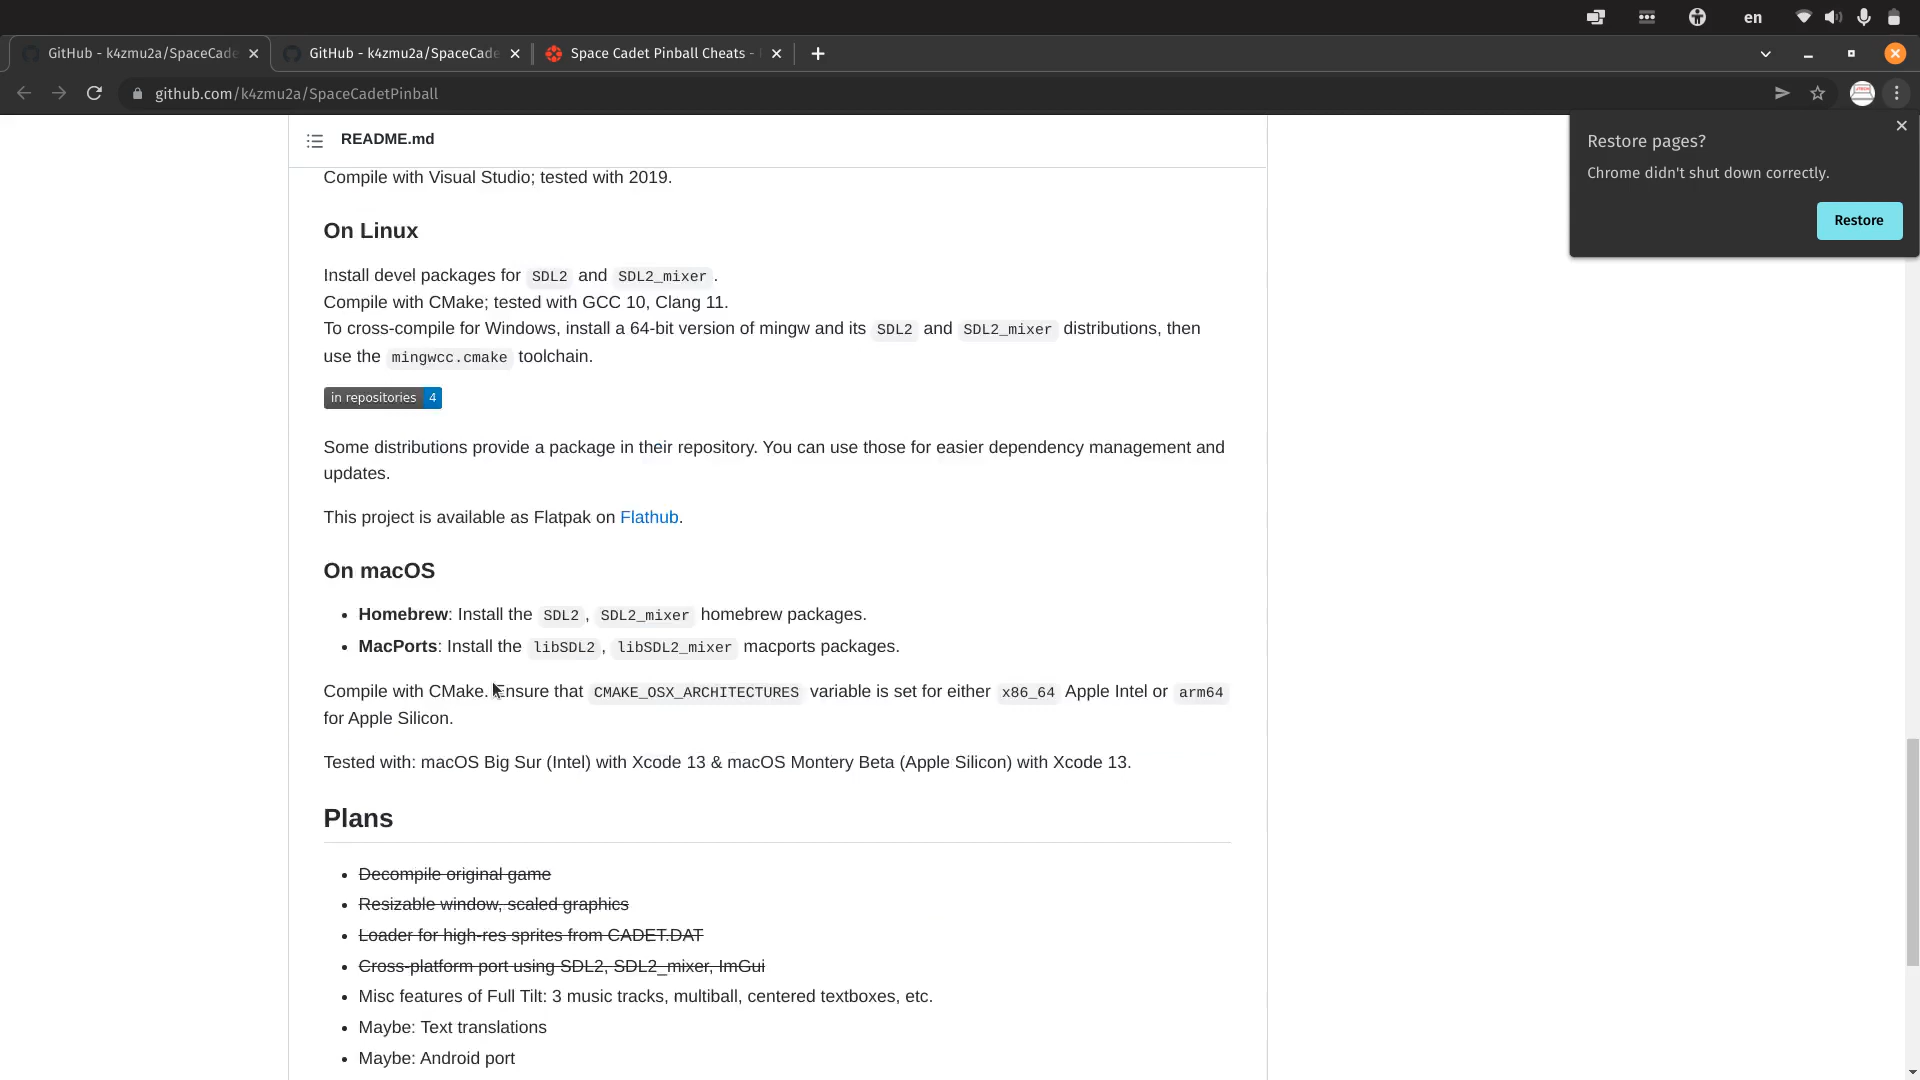 en
GitHub - k4zmu2a/SpaceCade
GitHub - k4zmu2a/SpaceCade
Space Cadet Pinball Cheats -
github.com/k4zmu2a/SpaceCadetPinball
Restore pages?
Chrome didn't shut down correctly.
Restore
README.md
Compile with Visual Studio; tested with 2019.
On Linux
Install devel packages for SDL2 and SDL2_mixer.
Compile with CMake; tested with GCC 10, Clang 11.
To cross-compile for Windows, install a 64-bit version of mingw and its SDL2 and SDL2_mixer distributions, then
use the mingwcc.cmake toolchain.
in repositories 4
Some distributions provide a package in their repository. You can use those for easier dependency management and
updates.
This project is available as Flatpak on Flathub.
On macOS
• Homebrew: Install the SDL2, SDL2_mixer homebrew packages.
• MacPorts: Install the libSDL2, libSDL2_mixer macports packages.
Compile with CMake. Ensure that CMAKE_OSX_ARCHITECTURES variable is set for either x86_64 Apple Intel or arm64
for Apple Silicon.
Tested with: macOS Big Sur (Intel) with Xcode 13 & macOS Montery Beta (Apple Silicon) with Xcode 13.
Plans
• Decompile original game
• Resizable window, scaled graphics
• Loader for high-res sprites from CADET.DAT
• Cross-platform port using SDL2, SDL2_mixer, ImGui
• Misc features of Full Tilt: 3 music tracks, multiball, centered textboxes, etc.
• Maybe: Text translations
• Maybe: Android port